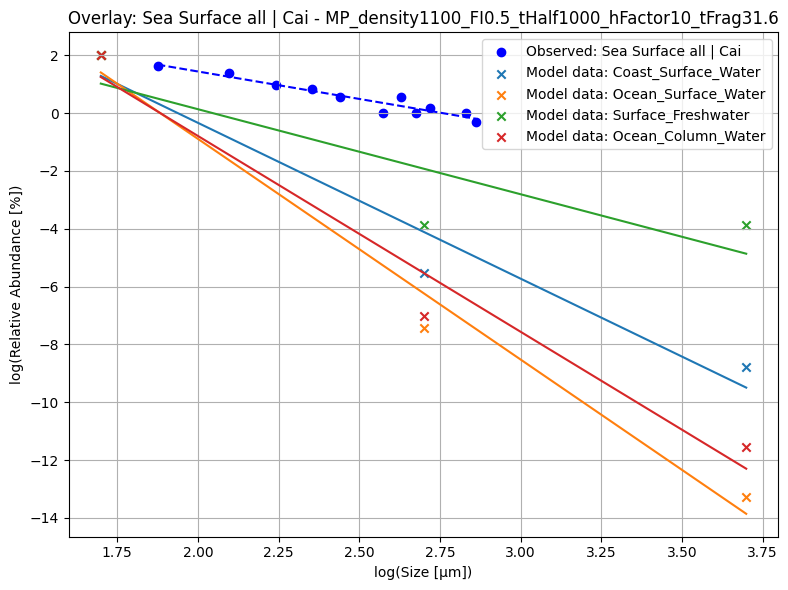 Overlay: Sea Surface all | Cai - MP_density1100_FI0.5_tHalf1000_hFactor10_tFrag31.6
Observed: Sea Surface all | Cai
Model data: Coast_Surface_Water
Model data: Ocean_Surface_Water
Model data: Surface_Freshwater
Model data: Ocean_Column_Water
log(Relative Abundance [%])
2
0
−2
−4
−6
−8
−10
−12
−14
1.75
2.00
2.25
2.50
2.75
3.00
3.25
3.50
3.75
log(Size [μm])